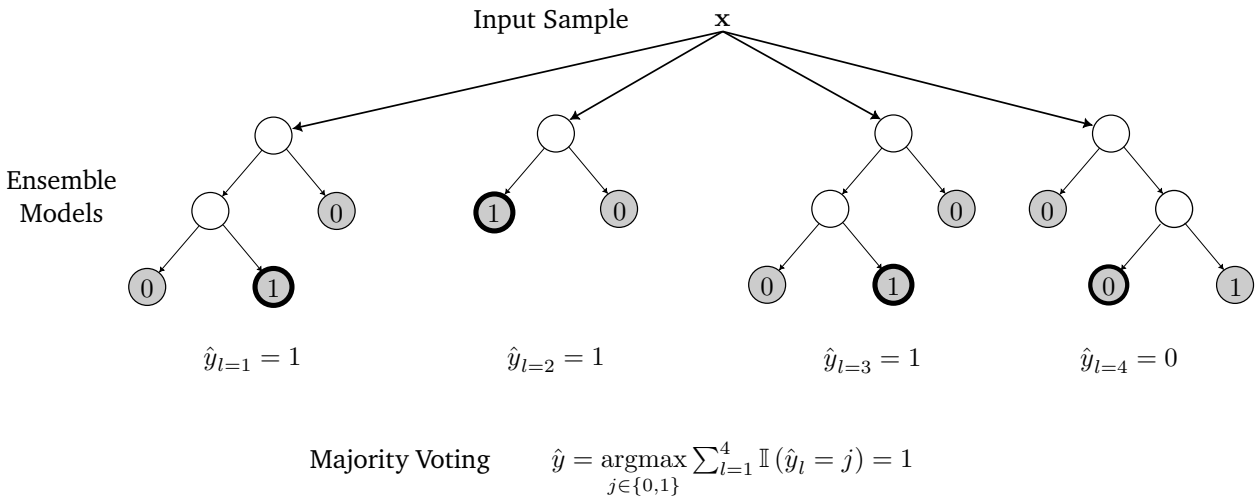 Input Sample x
Ensemble
Models
0
1 0 0 0
0 1 0 1 0 1
ŷ_{l=1} = 1 ŷ_{l=2} = 1 ŷ_{l=3} = 1 ŷ_{l=4} = 0
Majority Voting ŷ = argmax ∑_{l=1}^{4} 𝕀 (ŷ_l = j) = 1
j∈{0,1}